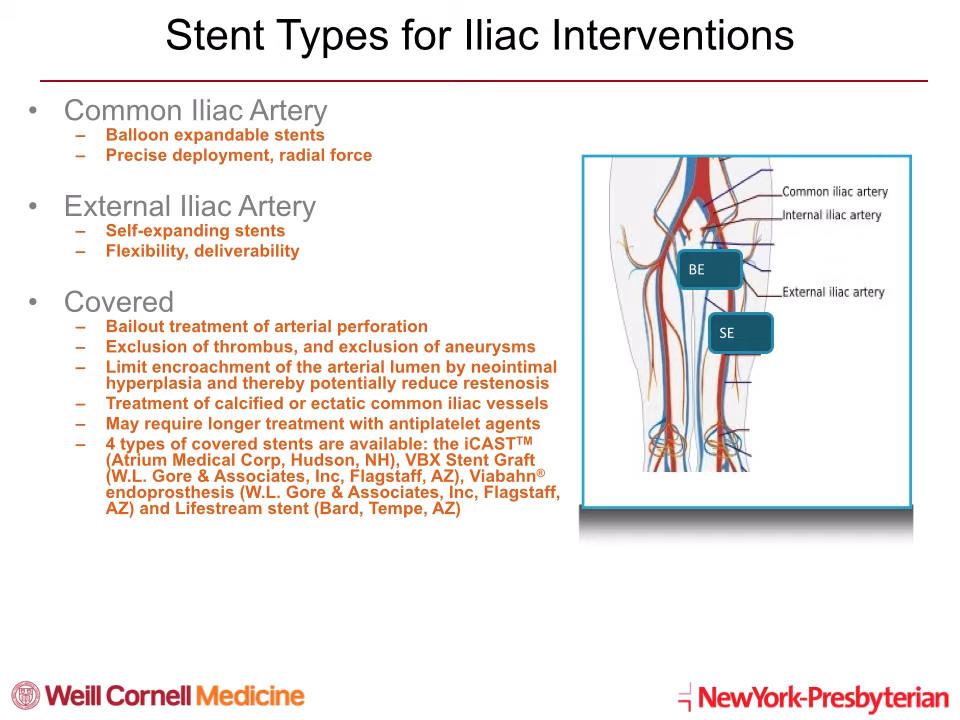 Stent Types for Iliac Interventions
• Common Iliac Artery
– Balloon expandable stents
– Precise deployment, radial force
• External Iliac Artery
– Self-expanding stents
– Flexibility, deliverability
• Covered
– Bailout treatment of arterial perforation
– Exclusion of thrombus, and exclusion of aneurysms
– Limit encroachment of the arterial lumen by neointimal
hyperplasia and thereby potentially reduce restenosis
– Treatment of calcified or ectatic common iliac vessels
– May require longer treatment with antiplatelet agents
– 4 types of covered stents are available: the iCAST™
(Atrium Medical Corp, Hudson, NH), VBX Stent Graft
(W.L. Gore & Associates, Inc, Flagstaff, AZ), Viabahn®
endoprosthesis (W.L. Gore & Associates, Inc, Flagstaff,
AZ) and Lifestream stent (Bard, Tempe, AZ)
Common iliac artery
Internal iliac artery
BE
External iliac artery
SE
Weill Cornell Medicine
NewYork-Presbyterian